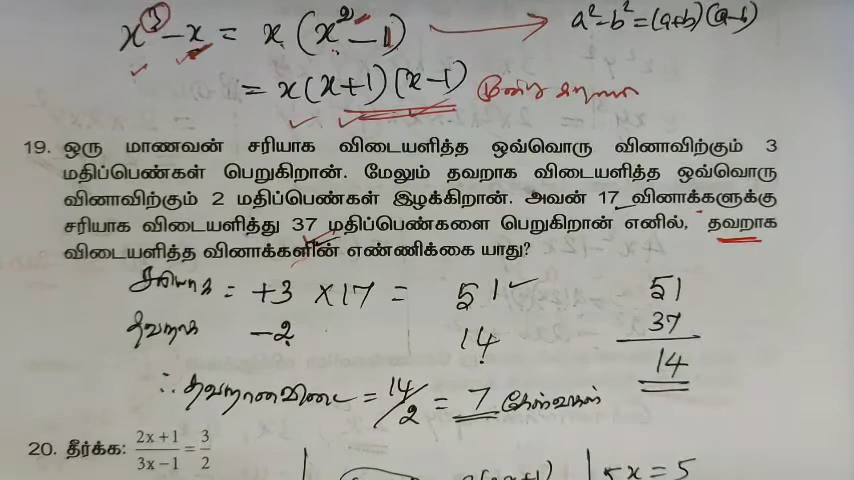 x³ - x = x(x² - 1) → a² - b² = (a+b)(a-b)
= x(x+1)(x-1)
19. ஒரு மாணவன் சரியாக விடையளித்த ஒவ்வொரு வினாவிற்கும் 3
மதிப்பெண்கள் பெறுகிறான். மேலும் தவறாக விடையளித்த ஒவ்வொரு
வினாவிற்கும் 2 மதிப்பெண்கள் இழக்கிறான். அவன் 17 வினாக்களுக்கு
சரியாக விடையளித்து 37 மதிப்பெண்களை பெறுகிறான் எனில், தவறாக
விடையளித்த வினாக்களின் எண்ணிக்கை யாது?
சரியாக = +3 × 17 = 51 51
தவறாக -2 14 37
14
∴ தவறானவிடை = 14/2 = 7 கேள்விகள்
20. தீர்க்க: (2x+1)/(3x-1) = 3/2
5x = 5